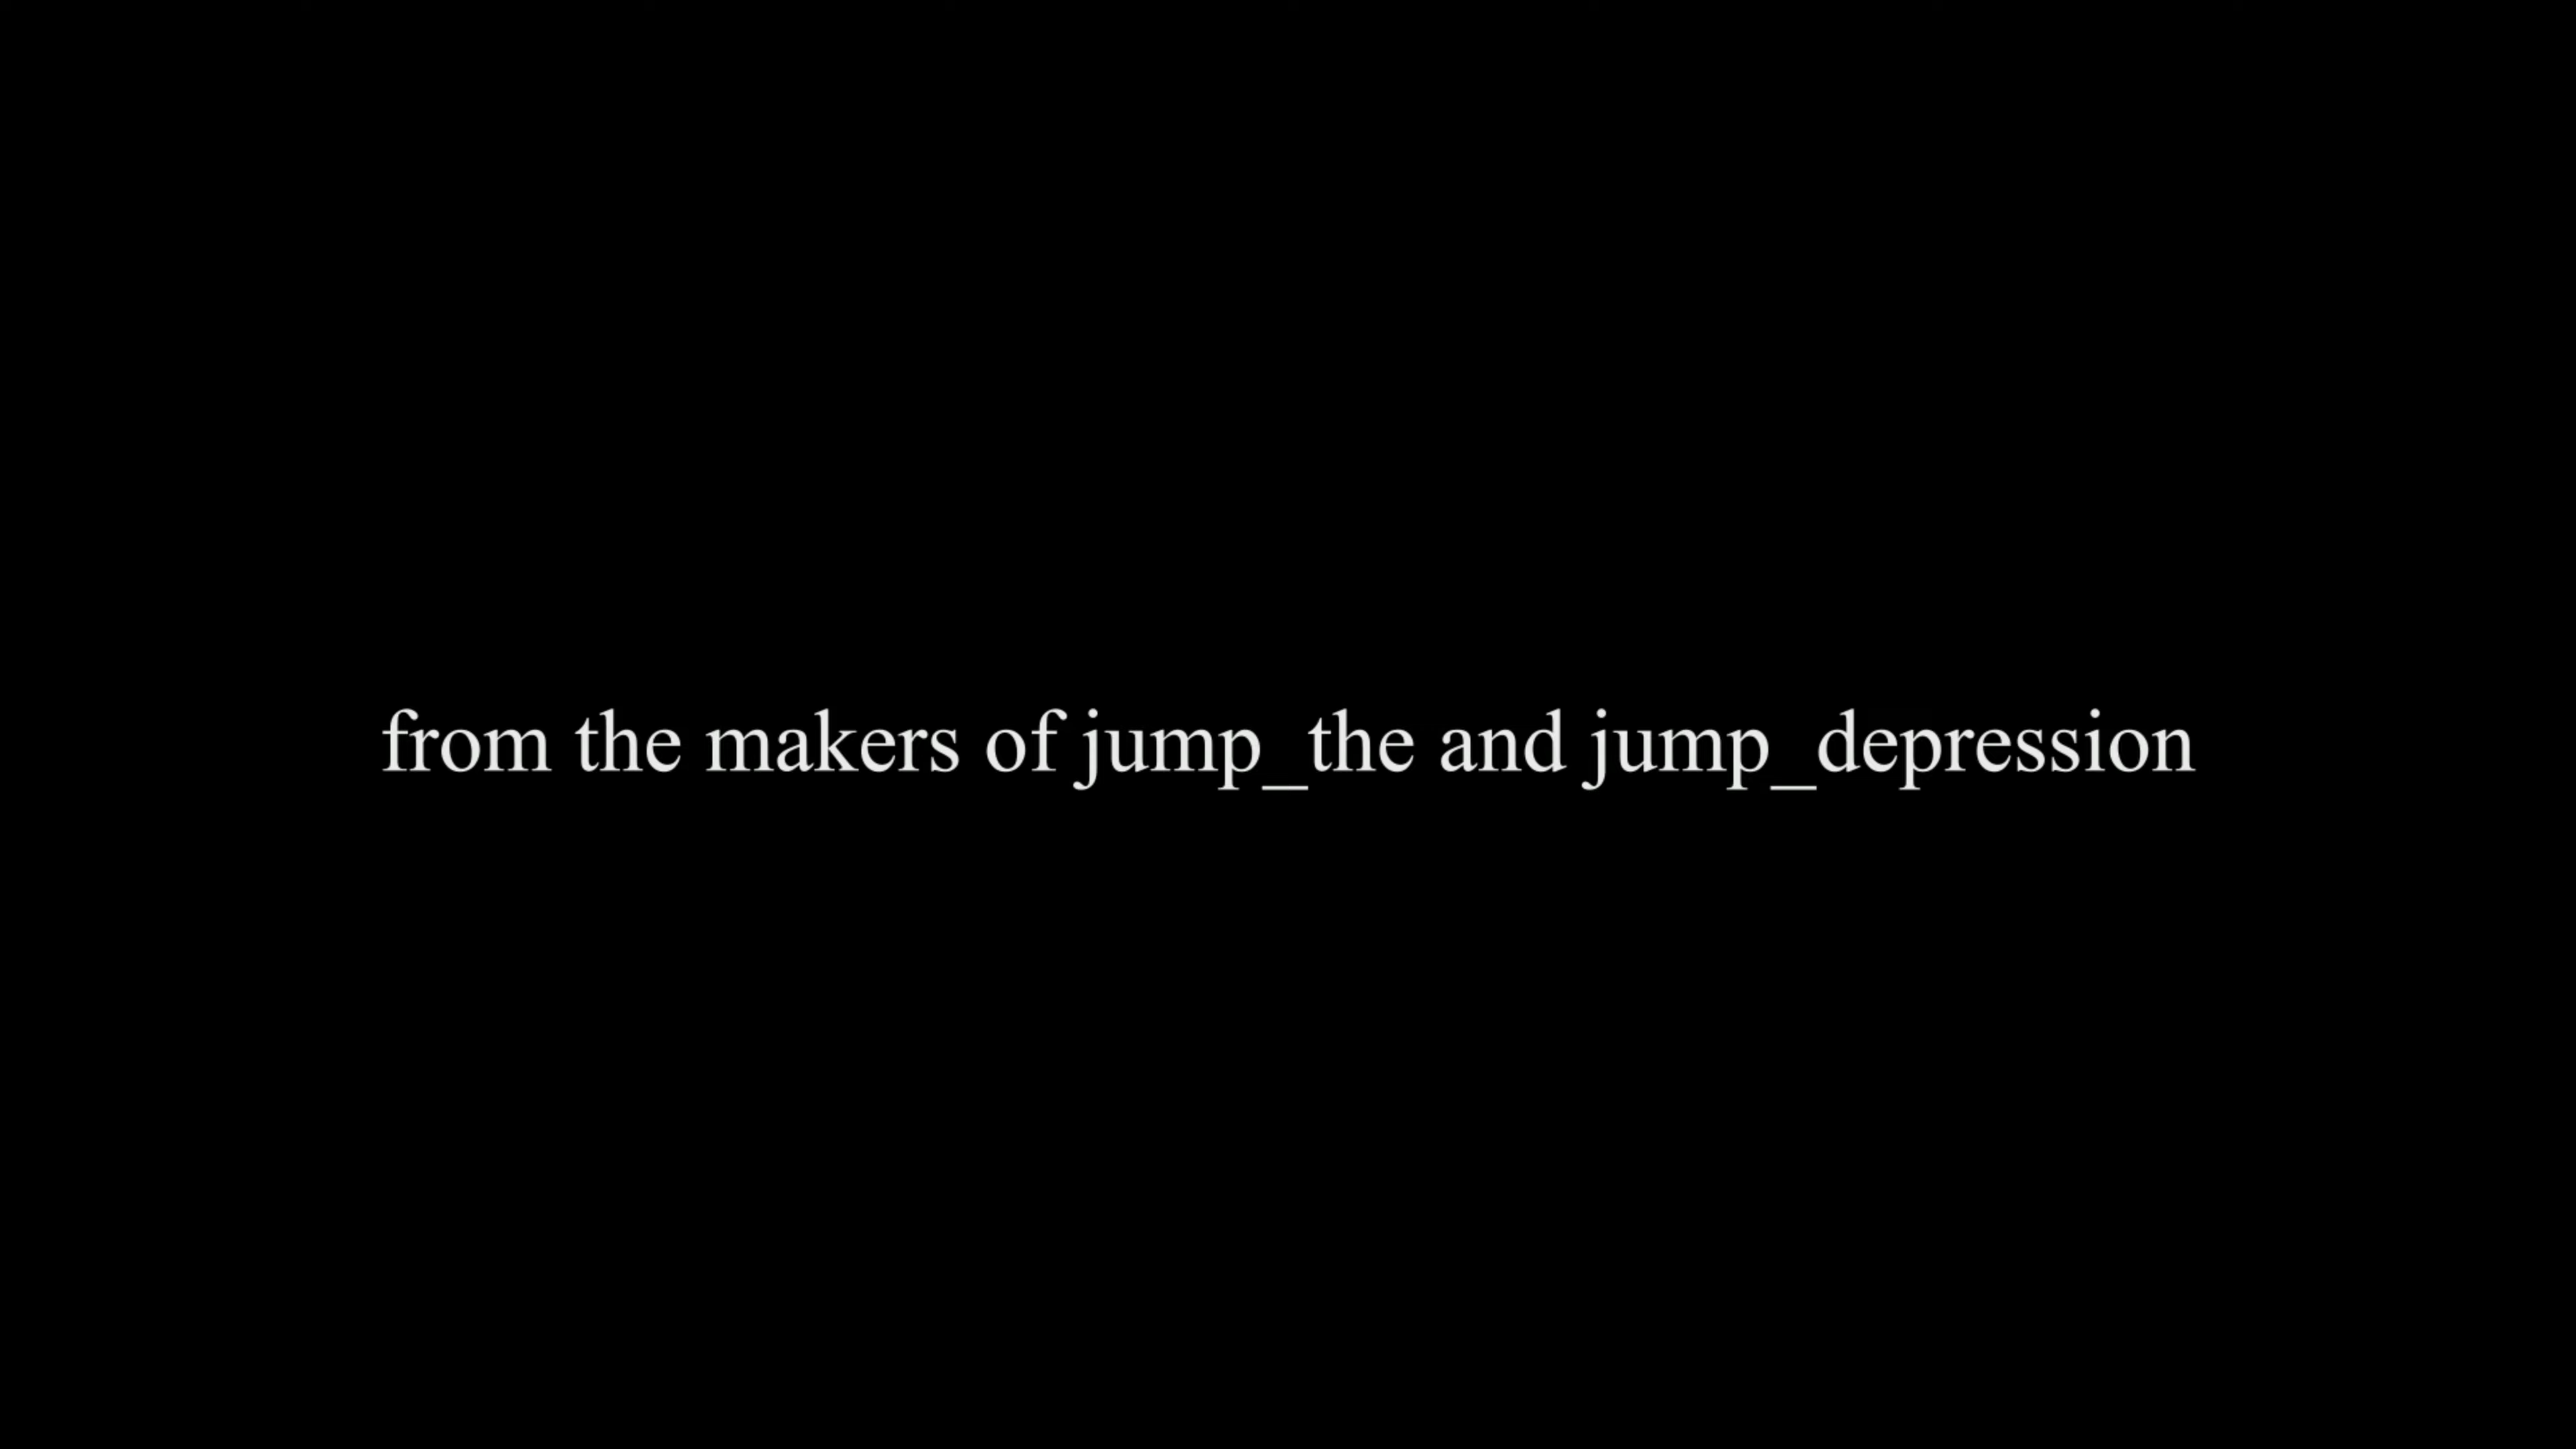 from the makers of jump_the and jump_depression